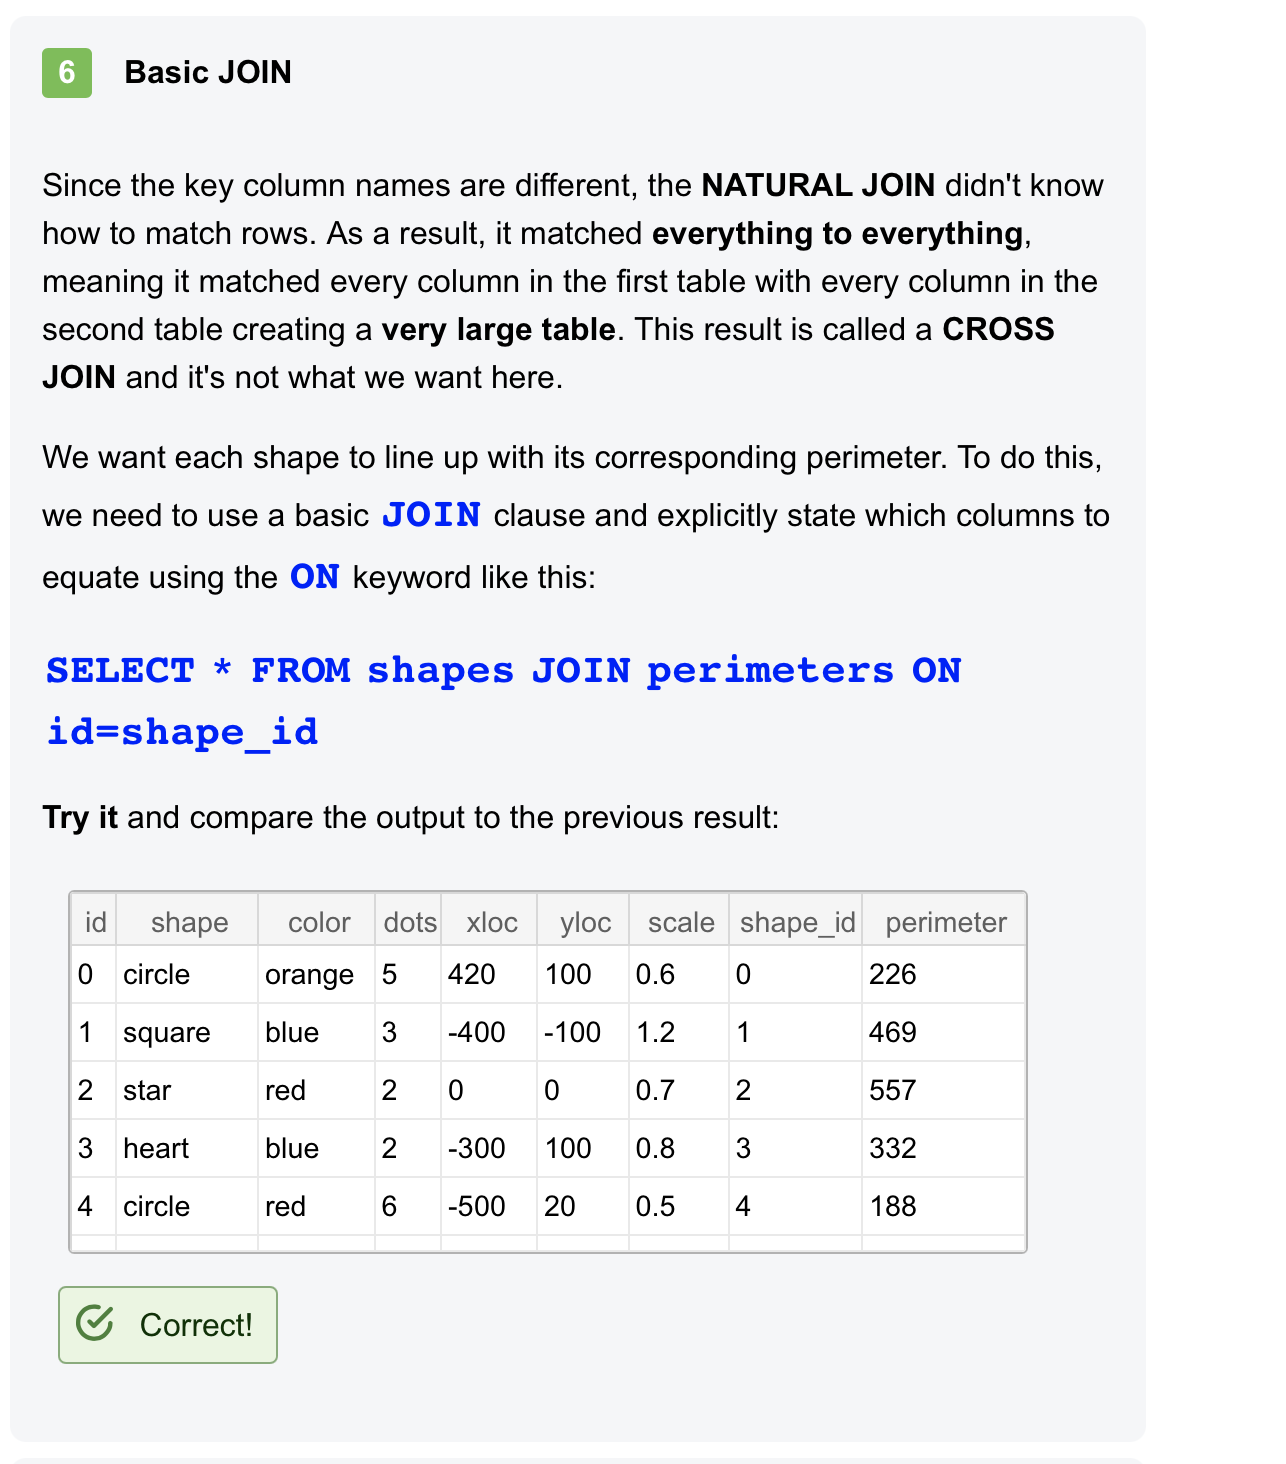 6 Basic JOIN
Since the key column names are different, the NATURAL JOIN didn't know
how to match rows. As a result, it matched everything to everything,
meaning it matched every column in the first table with every column in the
second table creating a very large table. This result is called a CROSS
JOIN and it's not what we want here.
We want each shape to line up with its corresponding perimeter. To do this,
we need to use a basic JOIN clause and explicitly state which columns to
equate using the ON keyword like this:
SELECT * FROM shapes JOIN perimeters ON
id=shape_id
Try it and compare the output to the previous result:
id shape color dots xloc yloc scale shape_id perimeter
0 circle orange 5 420 100 0.6 0 226
1 square blue 3 -400 -100 1.2 1 469
2 star red 2 0 0 0.7 2 557
3 heart blue 2 -300 100 0.8 3 332
4 circle red 6 -500 20 0.5 4 188
Correct!